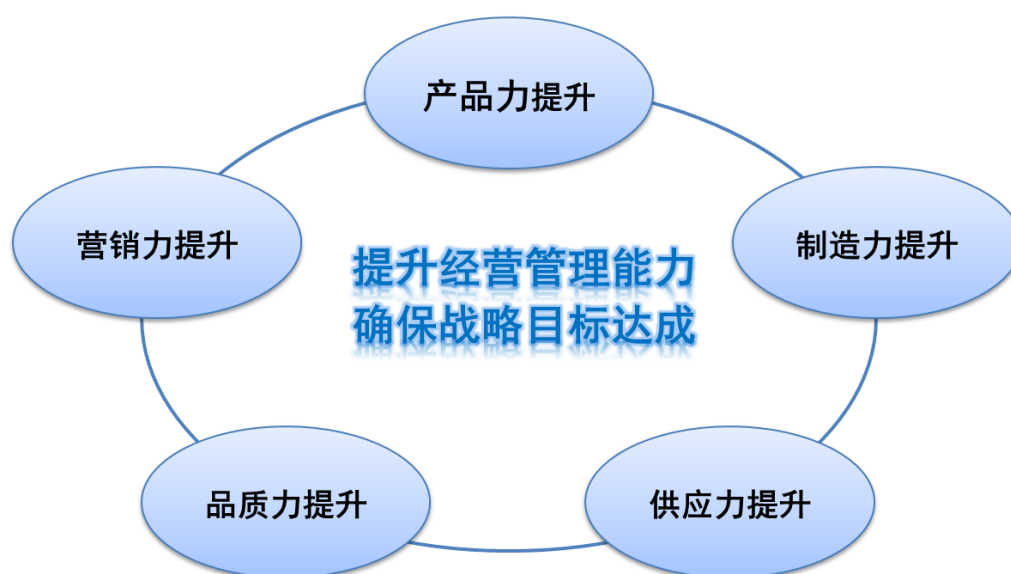 产品力提升
营销力提升
制造力提升
提升经营管理能力
确保战略目标达成
品质力提升
供应力提升